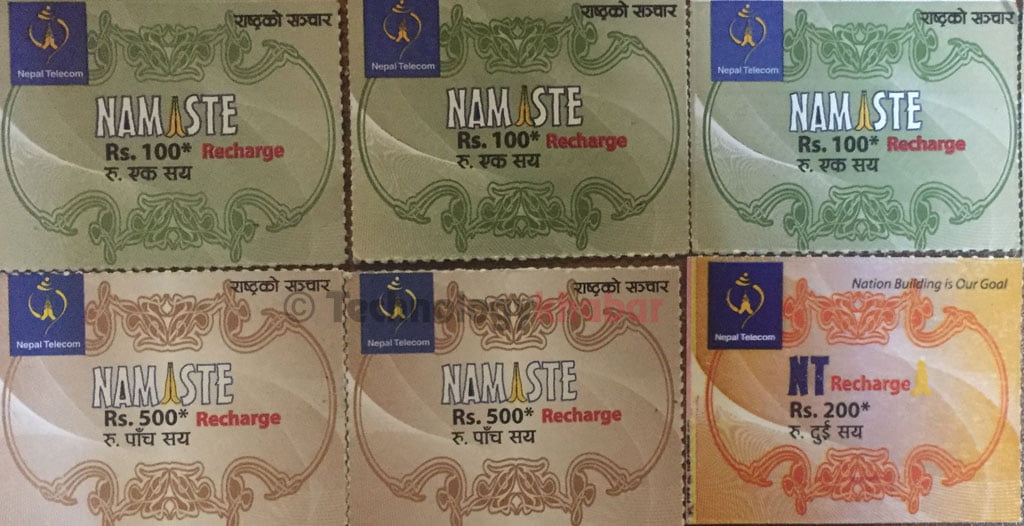 राष्ट्रको सञ्चार
Nepal Telecom
NAMASTE
Rs. 100* Recharge
रु. एक सय
राष्ट्रको सञ्चार
Nepal Telecom
NAMASTE
Rs. 100* Recharge
रु. एक सय
राष्ट्रको सञ्चार
Nepal Telecom
NAMASTE
Rs. 100* Recharge
रु. एक सय
राष्ट्रको सञ्चार
Nepal Telecom
NAMASTE
Rs. 500* Recharge
रु. पाँच सय
राष्ट्रको सञ्चार
Nepal Telecom
NAMASTE
Rs. 500* Recharge
रु. पाँच सय
Nation Building is Our Goal
Nepal Telecom
NT Recharge
Rs. 200*
रु. दुई सय
© Technologykhabar